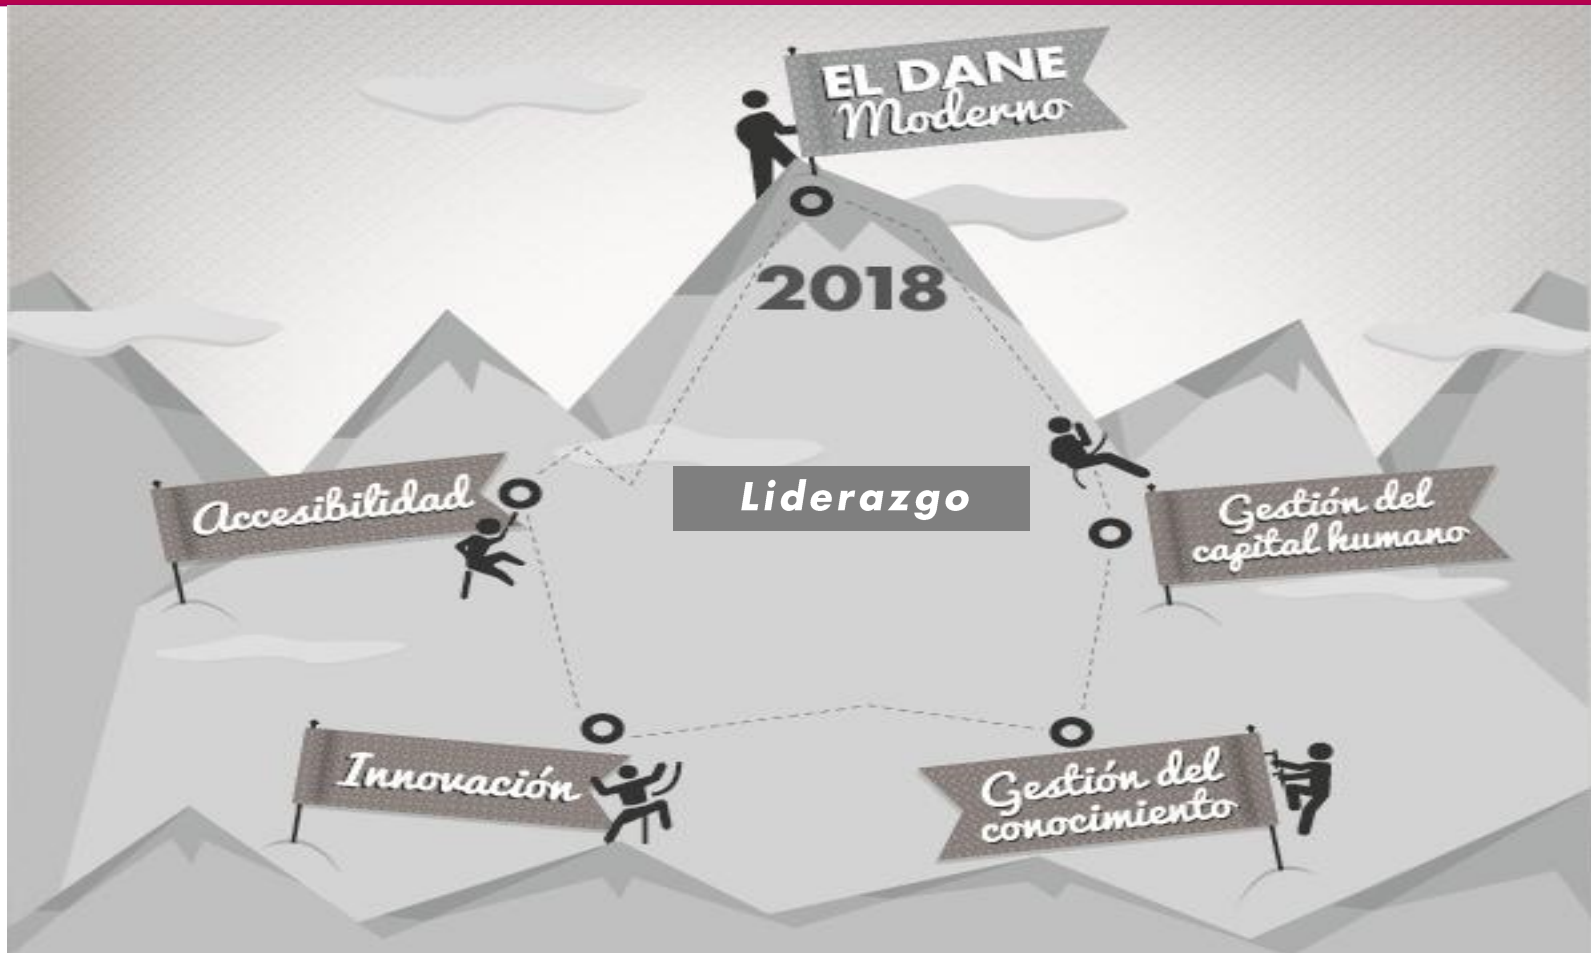 EL DANE
Moderno
2018
Accesibilidad
Liderazgo
Gestión del
capital humano
Innovación
Gestión del
conocimiento